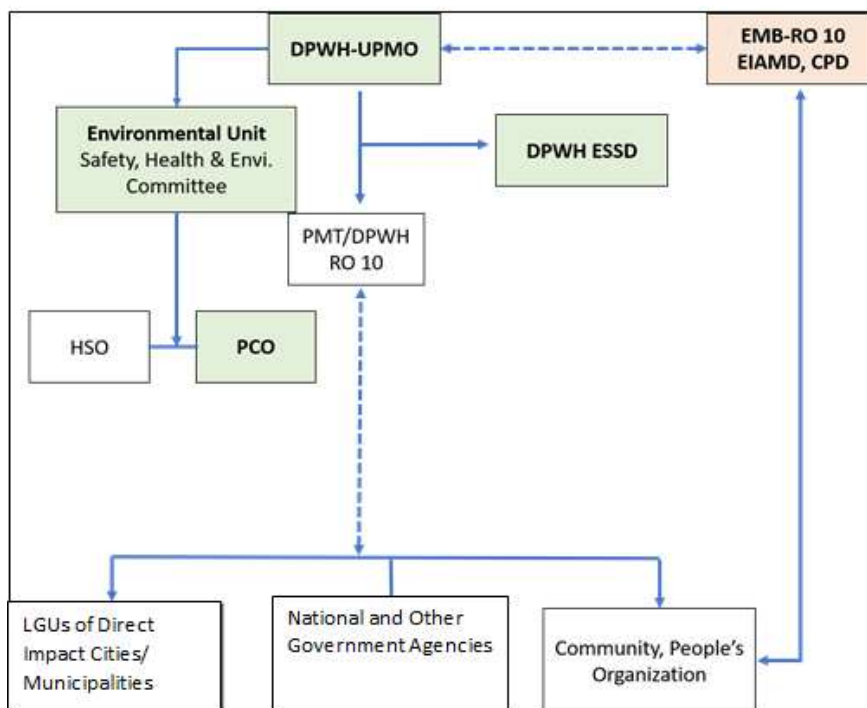 DPWH-UPMO
EMB-RO 10
EIAMD, CPD
Environmental Unit
Safety, Health & Envi.
Committee
DPWH ESSD
PMT/DPWH
RO 10
HSO
PCO
LGUs of Direct
Impact Cities/
Municipalities
National and Other
Government Agencies
Community, People's
Organization